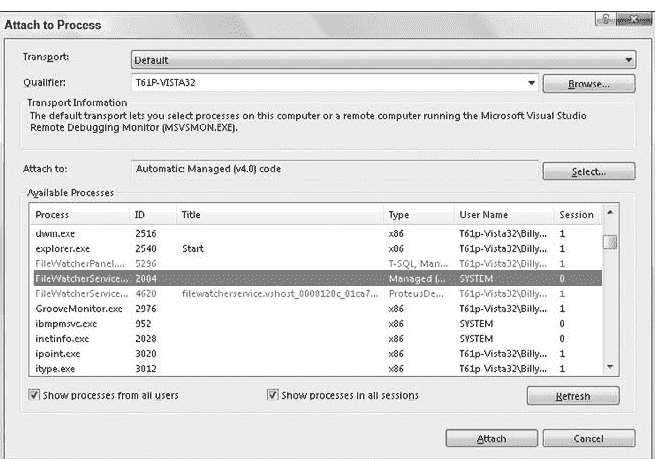 Attach to Process
Transport:
Default
Qualifier:
T61P-VISTA32
Browse...
Transport Information
The default transport lets you select processes on this computer or a remote computer running the Microsoft Visual Studio
Remote Debugging Monitor (MSVSMON.EXE).
Attach to:
Automatic: Managed (v4.0) code
Select...
Available Processes
Process ID Title Type User Name Session
dwm.exe 2516 x86 T61p-Vista32\Billy... 1
explorer.exe 2540 Start x86 T61p-Vista32\Billy... 1
FileWatcherPanel.... 5296 T-SQL, Man... T61p-Vista32\Billy... 1
FileWatcherService... 2084 Managed (... SYSTEM 0
FileWatcherService... 4620 filewatcherservice.vshost_0000120c_01ca7... ProteusDe... T61p-Vista32\Billy... 1
GrooveMonitor.exe 2976 x86 T61p-Vista32\Billy... 1
ibmpmsvc.exe 952 x86 SYSTEM 0
inetinfo.exe 2028 x86 SYSTEM 0
ipoint.exe 3020 x86 T61p-Vista32\Billy... 1
itype.exe 3012 x86 T61p-Vista32\Billy... 1
Show processes from all users
Show processes in all sessions
Refresh
Attach
Cancel